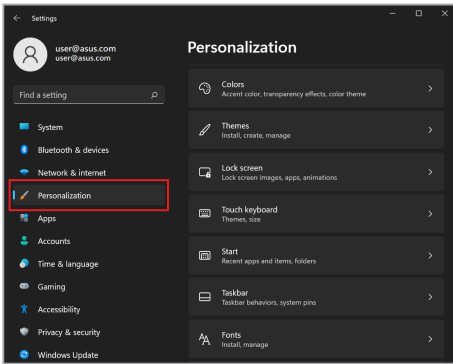 Settings
user@asus.com
user@asus.com
Find a setting
System
Bluetooth & devices
Network & internet
Personalization
Apps
Accounts
Time & language
Gaming
Accessibility
Privacy & security
Windows Update
Personalization
Colors
Accent color, transparency effects, color theme
Themes
Install, create, manage
Lock screen
Lock screen images, apps, animations
Touch keyboard
Themes, size
Start
Recent apps and items, folders
Taskbar
Taskbar behaviors, system pins
Fonts
Install, manage